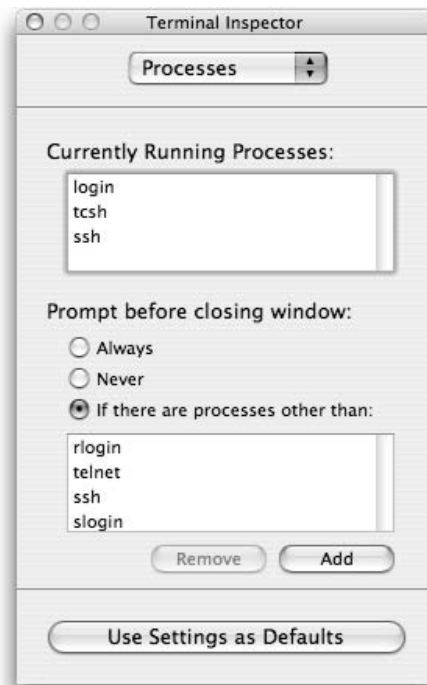 Terminal Inspector
Processes
Currently Running Processes:
login
tcsh
ssh
Prompt before closing window:
Always
Never
If there are processes other than:
rlogin
telnet
ssh
slogin
Remove Add
Use Settings as Defaults